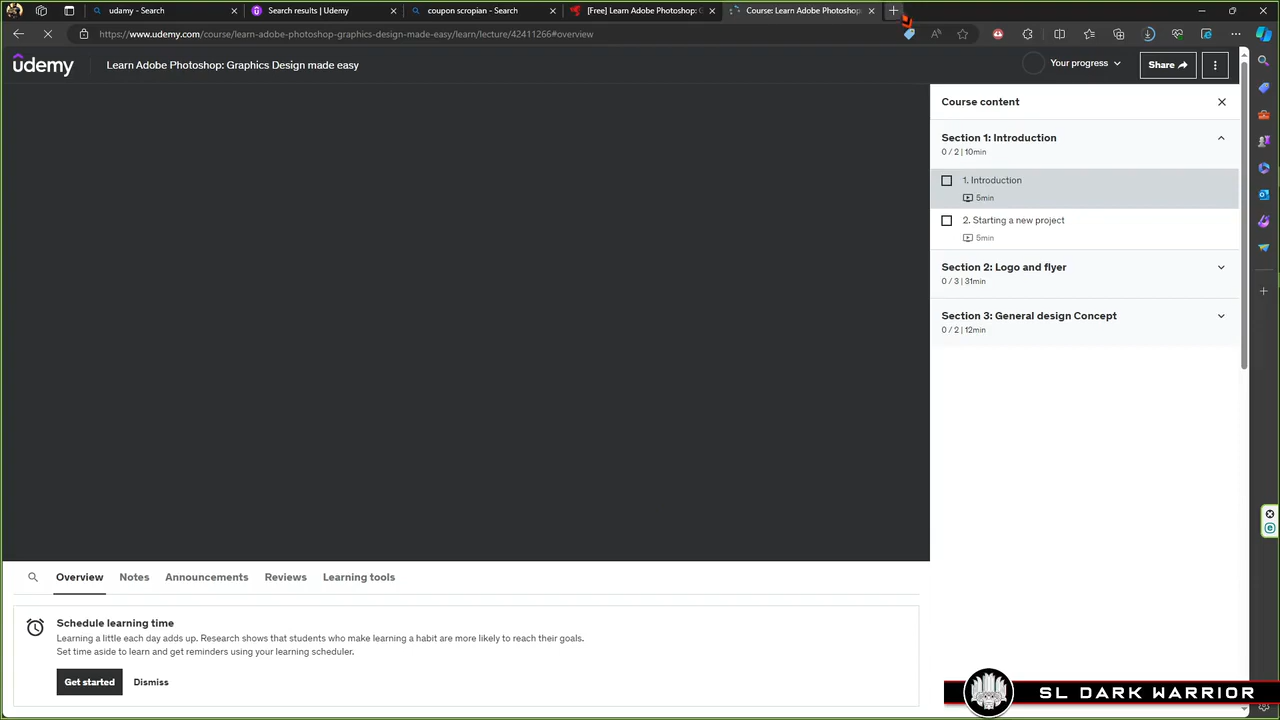 udamy - Search
Search results | Udemy
coupon scropian - Search
[Free] Learn Adobe Photoshop:
Course: Learn Adobe Photoshop:
https://www.udemy.com/course/learn-adobe-photoshop-graphics-design-made-easy/learn/lecture/42411266#overview
udemy
Learn Adobe Photoshop: Graphics Design made easy
Your progress
Share
Course content
Section 1: Introduction
0 / 2 | 10min
1. Introduction
5min
2. Starting a new project
5min
Section 2: Logo and flyer
0 / 3 | 31min
Section 3: General design Concept
0 / 2 | 12min
Overview
Notes
Announcements
Reviews
Learning tools
Schedule learning time
Learning a little each day adds up. Research shows that students who make learning a habit are more likely to reach their goals.
Set time aside to learn and get reminders using your learning scheduler.
Get started
Dismiss
SL DARK WARRIOR